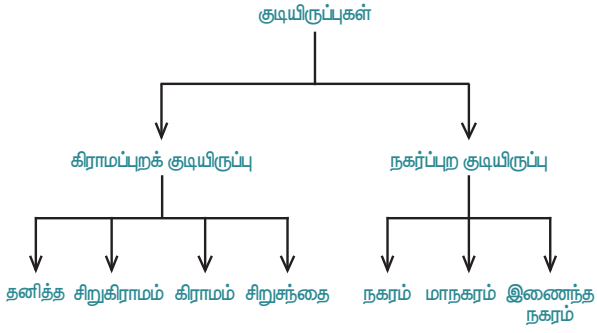 குடியிருப்புகள்
கிராமப்புறக் குடியிருப்பு நகர்ப்புற குடியிருப்பு
தனித்த சிறுகிராமம் கிராமம் சிறுசந்தை நகரம் மாநகரம் இணைந்த
நகரம்